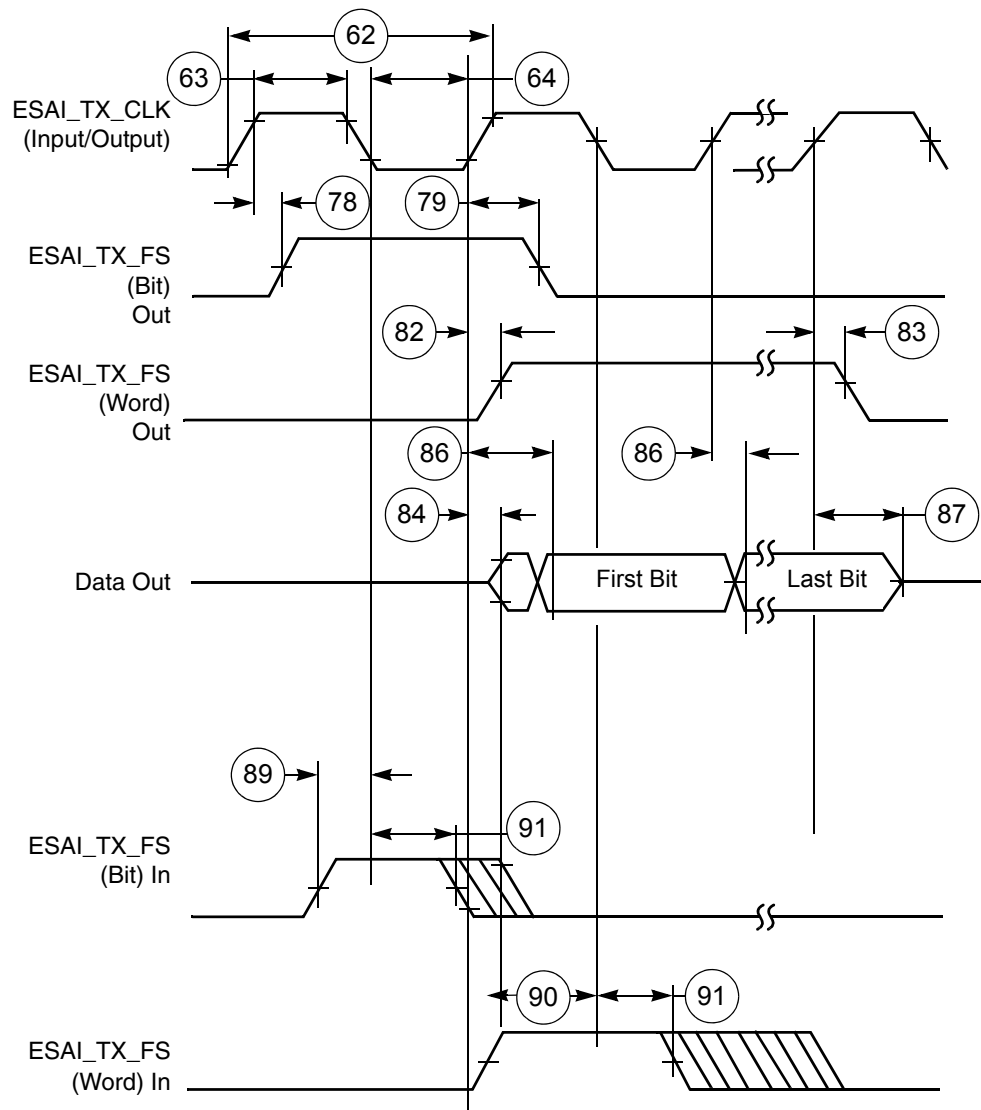 62
63
64
ESAI_TX_CLK
(Input/Output)
78
79
ESAI_TX_FS
(Bit)
Out
82
83
ESAI_TX_FS
(Word)
Out
86
86
84
87
Data Out
First Bit
Last Bit
89
91
ESAI_TX_FS
(Bit) In
90
91
ESAI_TX_FS
(Word) In